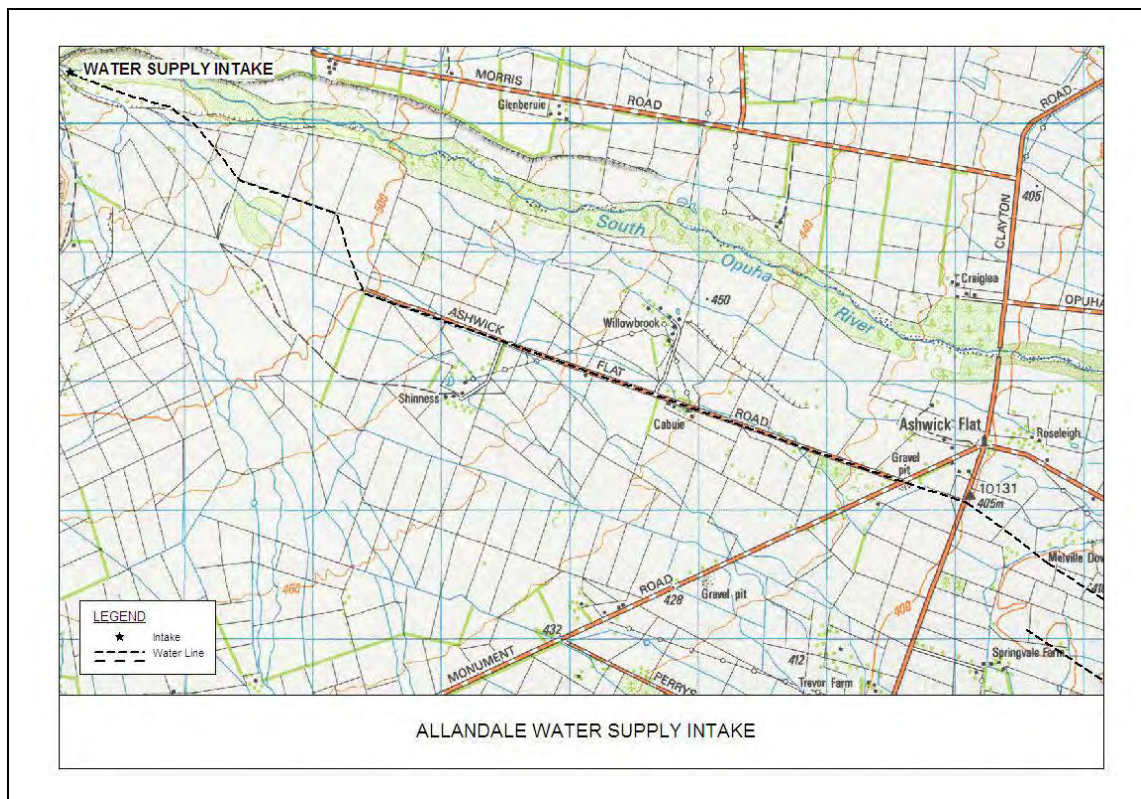 WATER SUPPLY INTAKE
MORRIS
ROAD
Glenberuie
ROAD
405
CLAYTON
500
440
South
Opuha
River
Craiglea
OPUHA
450
Willowbrook
ASHWICK
FLAT
ROAD
Shinness
Cabuie
Ashwick Flat
Roseleigh
Gravel
pit
10131
405m
Melville Dow
460
ROAD
Gravel pit
428
400
432
MONUMENT
PERRYS
412
Trevor Farm
Springvale Farm
LEGEND
Intake
Water Line
ALLANDALE WATER SUPPLY INTAKE